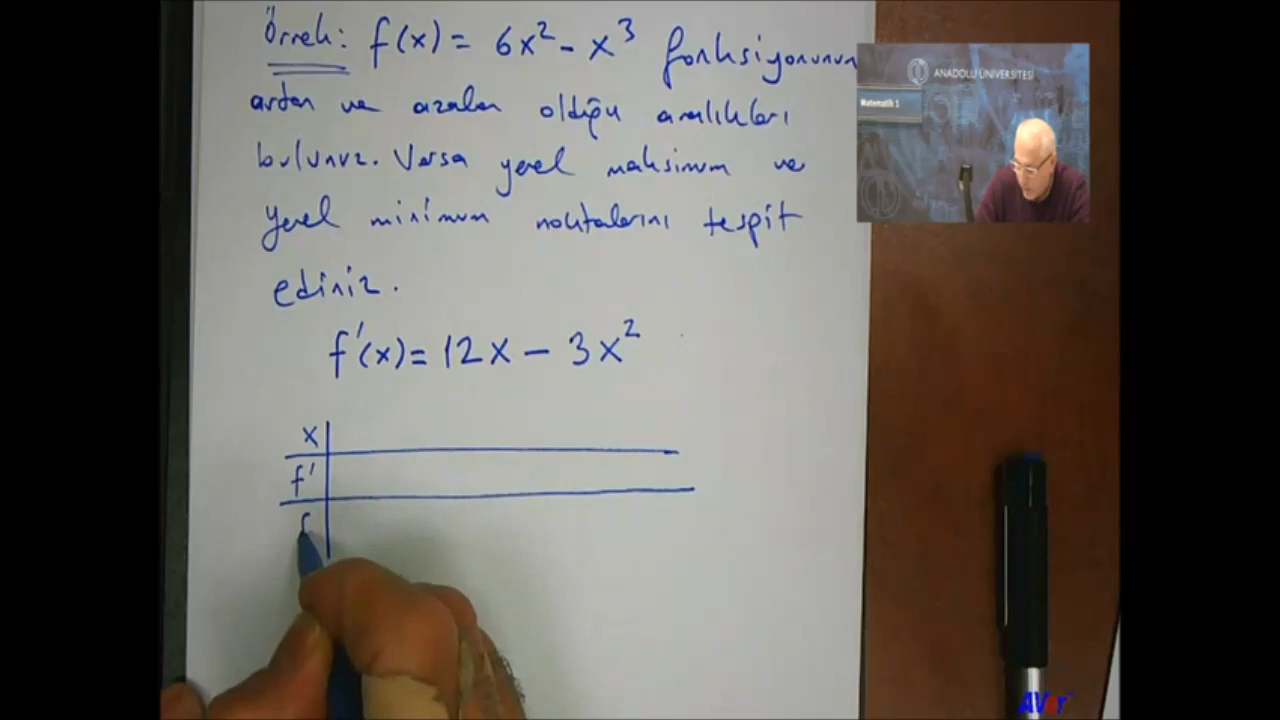 Örnek: f(x) = 6x² - x³ fonksiyonunun
artan ve azalan olduğu aralıkları
bulunuz. Varsa yerel maksimum ve
yerel minimum noktalarını tespit
ediniz.
f'(x) = 12x - 3x²
x
f'
f
ANADOLU ÜNİVERSİTESİ
Matematik 1
AVer